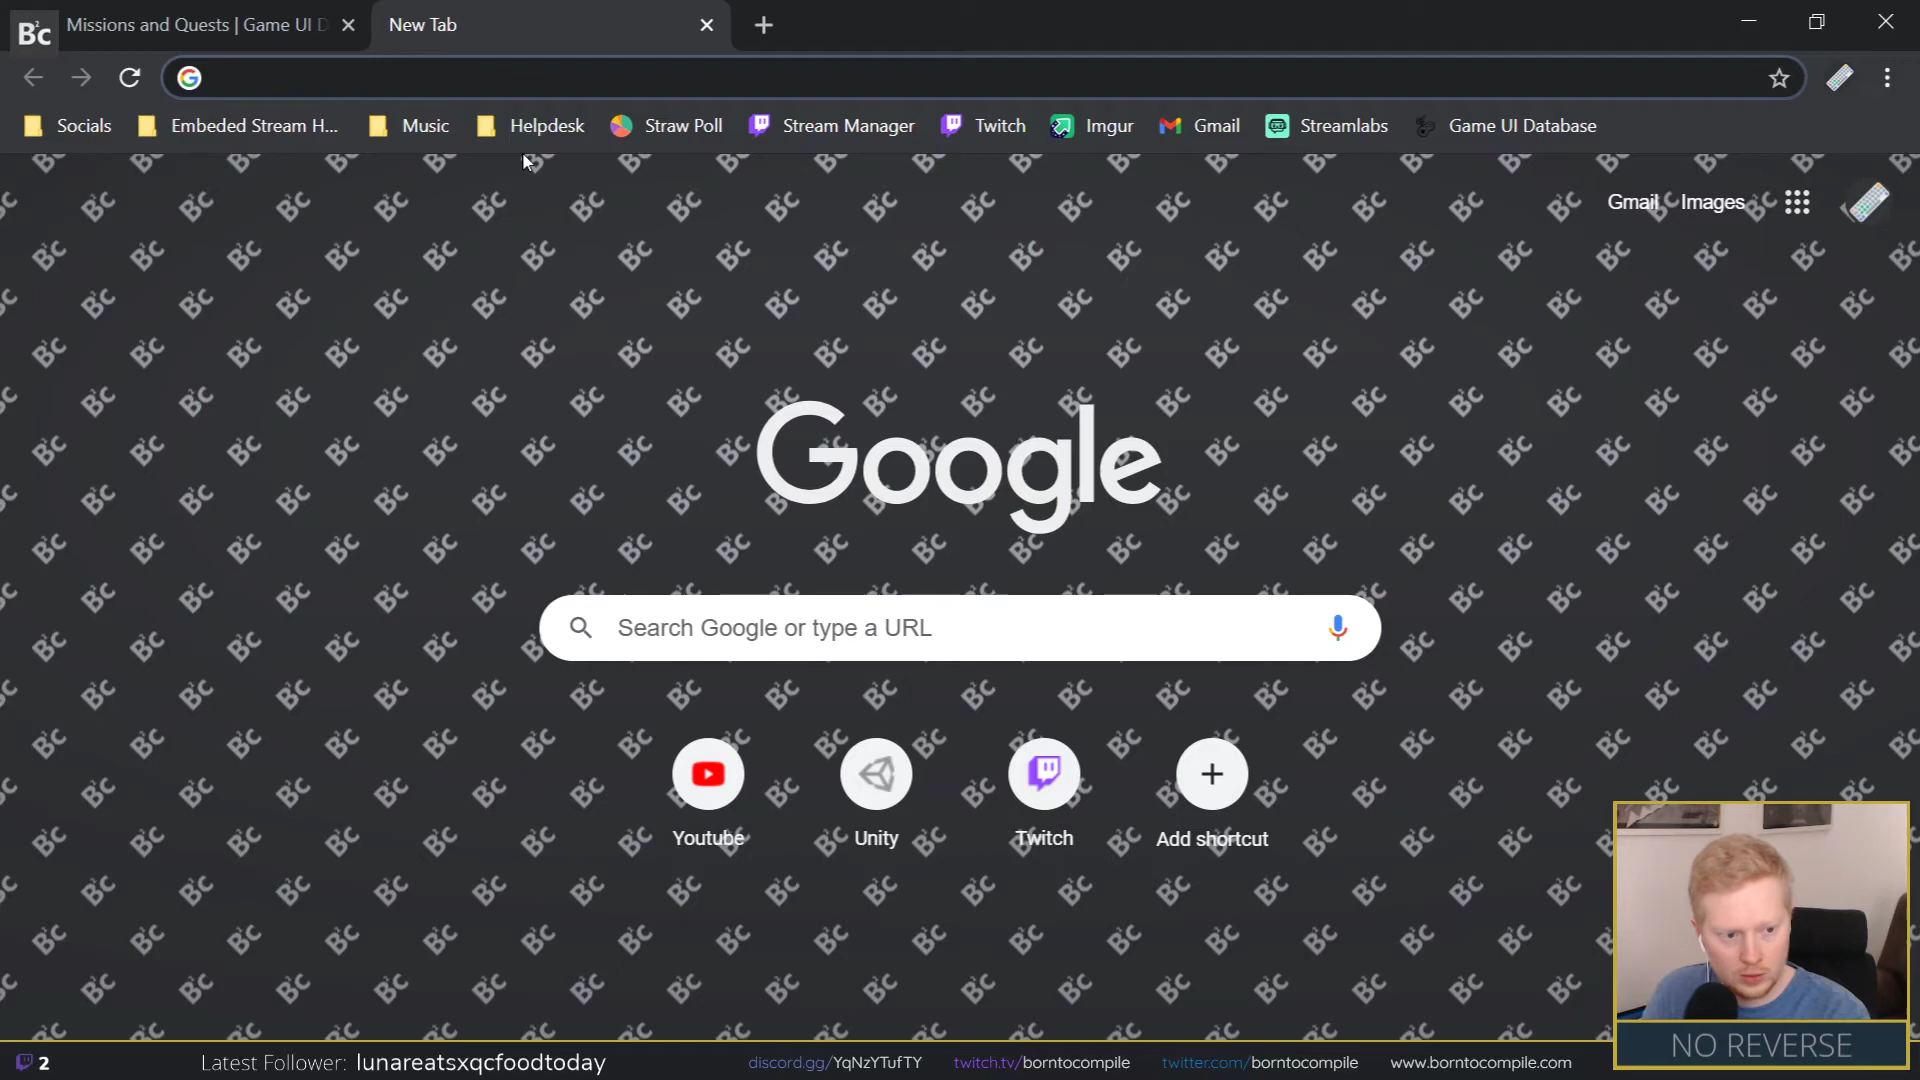 B²c
Missions and Quests | Game UI D
New Tab
Socials
Embeded Stream H...
Music
Helpdesk
Straw Poll
Stream Manager
Twitch
Imgur
Gmail
Streamlabs
Game UI Database
Gmail
Images
Google
Search Google or type a URL
Youtube
Unity
Twitch
Add shortcut
NO REVERSE
2
Latest Follower: lunareatsxqcfoodtoday
discord.gg/YqNzYTufTY
twitch.tv/borntocompile
twitter.com/borntocompile
www.borntocompile.com